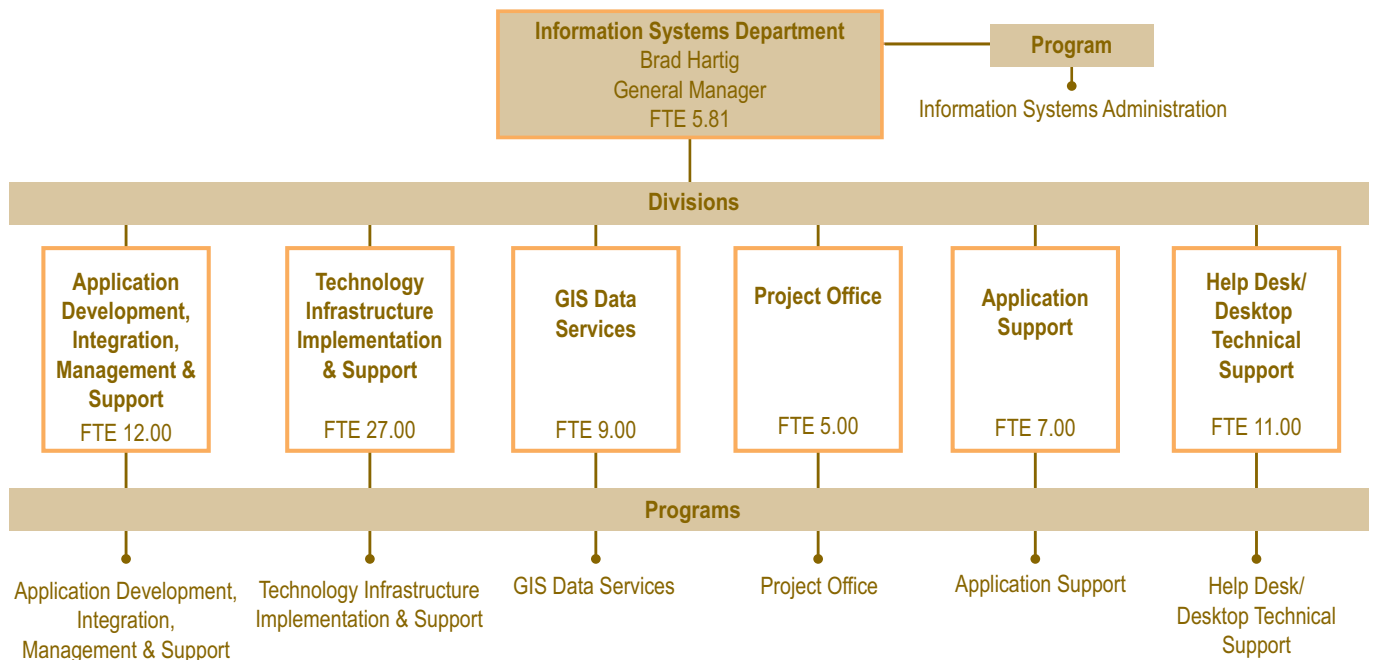 Information Systems Department
Brad Hartig
General Manager
FTE 5.81
Program
Information Systems Administration
Divisions
Application
Development,
Integration,
Management &
Support
FTE 12.00
Technology
Infrastructure
Implementation
& Support
FTE 27.00
GIS Data
Services
FTE 9.00
Project Office
FTE 5.00
Application
Support
FTE 7.00
Help Desk/
Desktop
Technical
Support
FTE 11.00
Programs
Application Development,
Integration,
Management & Support
Technology Infrastructure
Implementation & Support
GIS Data Services
Project Office
Application Support
Help Desk/
Desktop Technical
Support